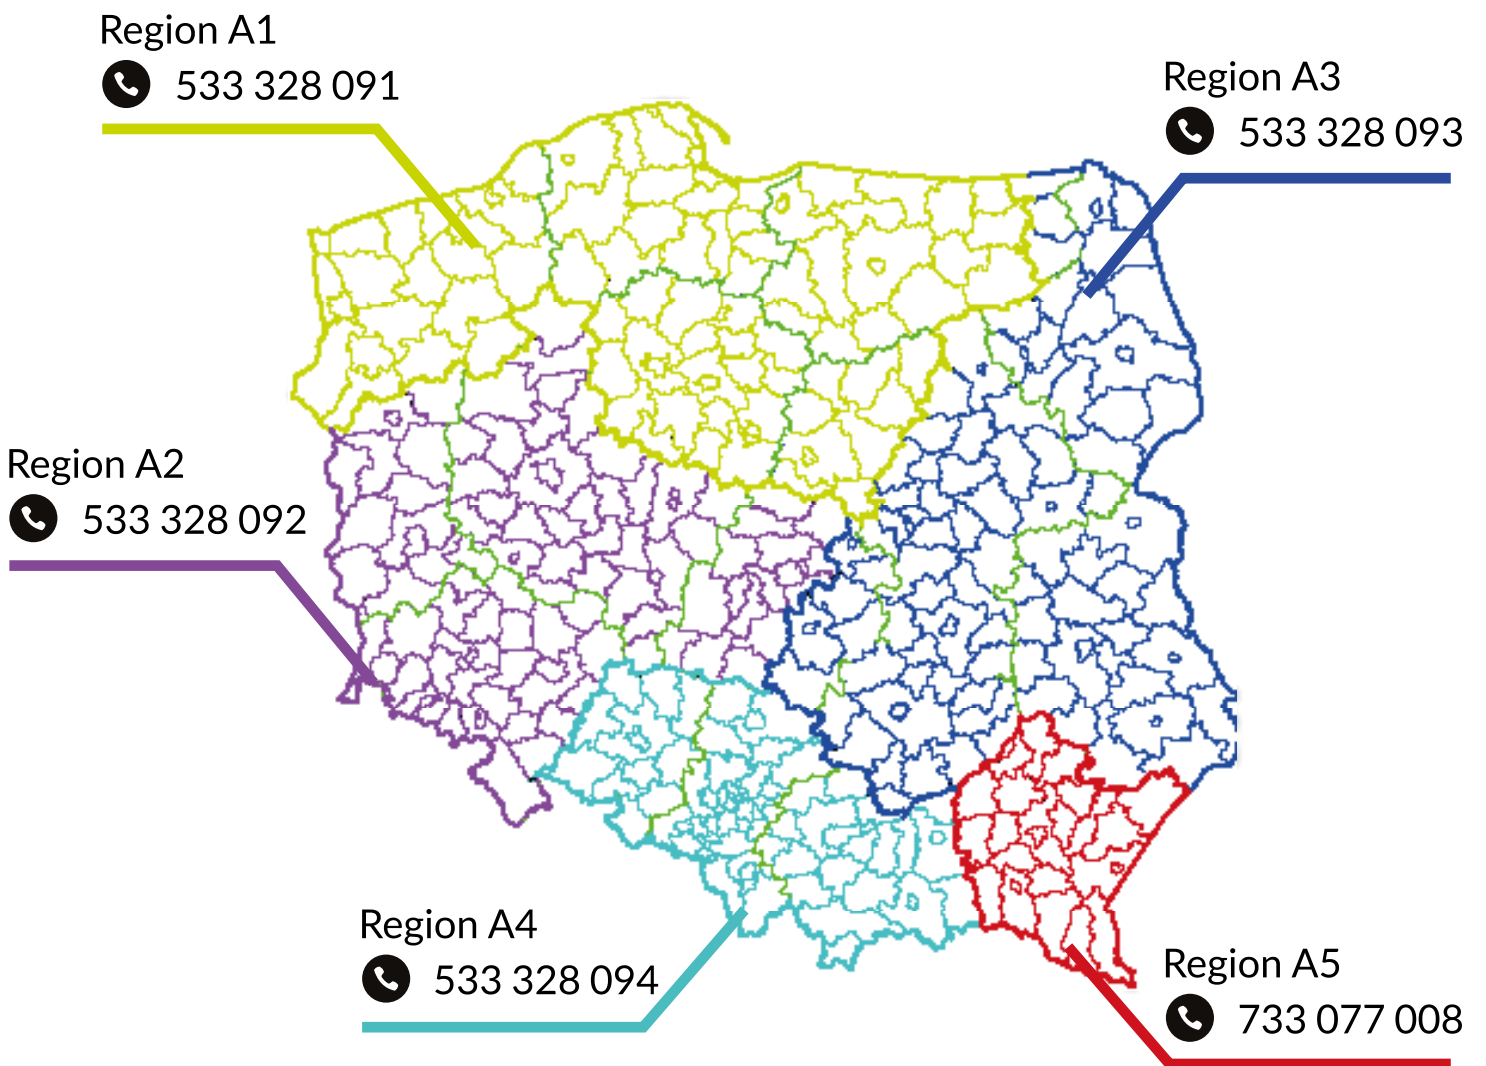 Region A1
533 328 091
Region A3
533 328 093
Region A2
533 328 092
Region A4
533 328 094
Region A5
733 077 008